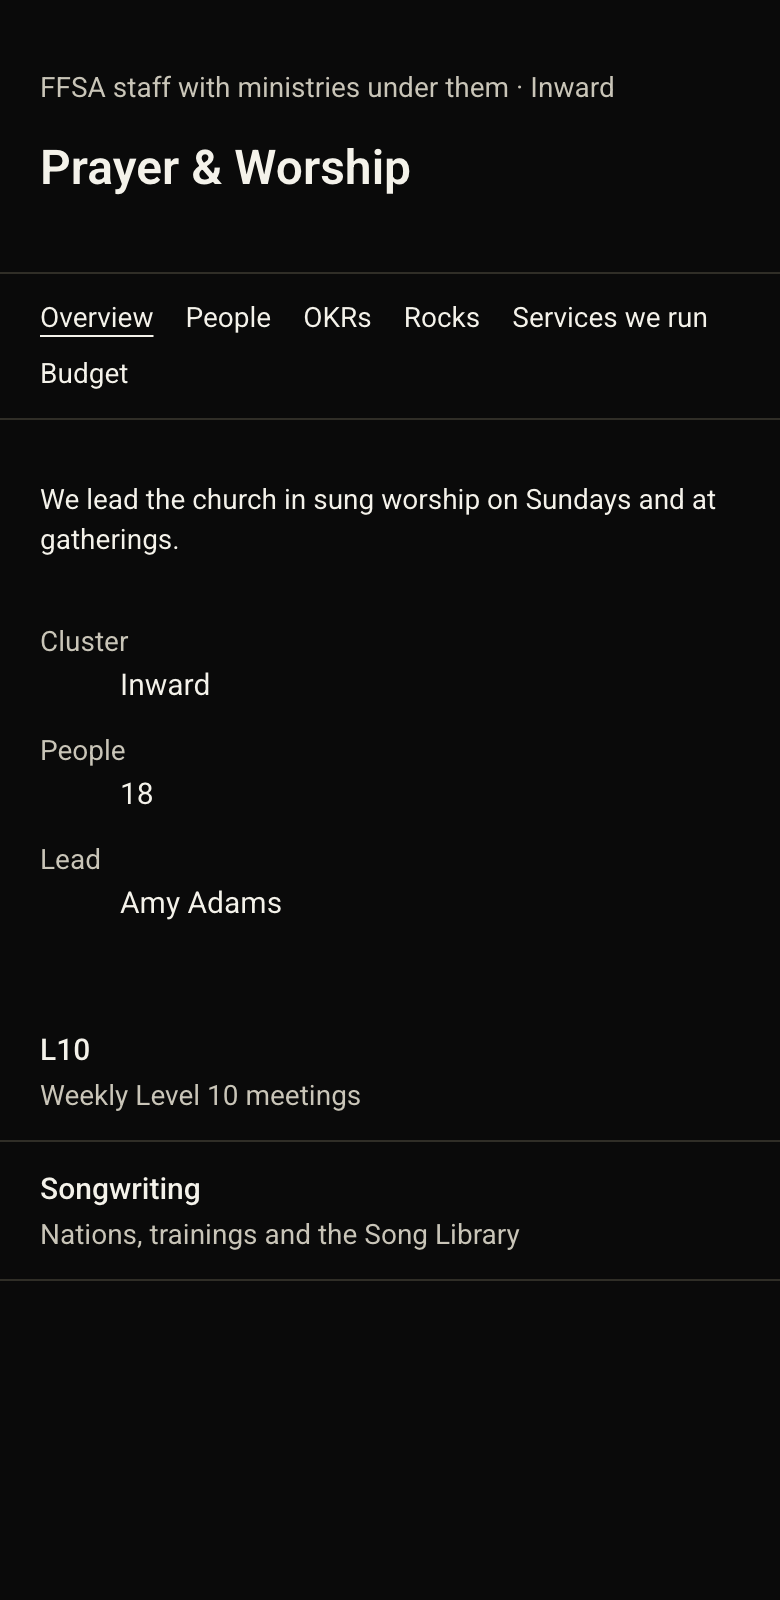 FFSA staff with ministries under them · Inward
Prayer & Worship
Overview People OKRs Rocks Services we run
Budget
We lead the church in sung worship on Sundays and at
gatherings.
Cluster
Inward
People
18
Lead
Amy Adams
L10
Weekly Level 10 meetings
Songwriting
Nations, trainings and the Song Library